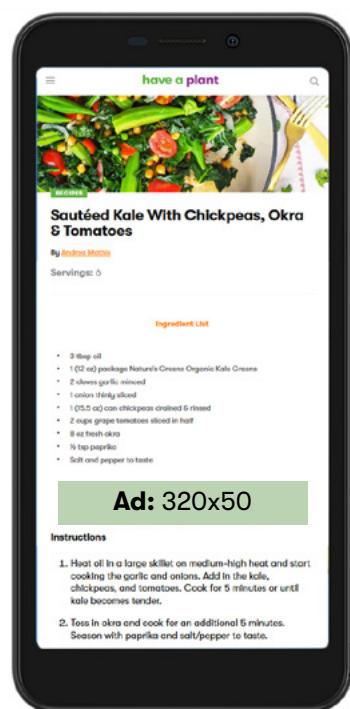 have a plant
RECIPES
Sautéed Kale With Chickpeas, Okra
& Tomatoes
By Andrea Mathis
Servings: 6
Ingredient List
• 3 tbsp oil
• 1 (12 oz) package Nature's Greens Organic Kale Greens
• 2 cloves garlic minced
• 1 onion thinly sliced
• 1 (15.5 oz) can chickpeas drained & rinsed
• 2 cups grape tomatoes sliced in half
• 8 oz fresh okra
• ½ tsp paprika
• Salt and pepper to taste
Ad: 320x50
Instructions
1. Heat oil in a large skillet on medium-high heat and start
cooking the garlic and onions. Add in the kale,
chickpeas, and tomatoes. Cook for 5 minutes or until
kale becomes tender.
2. Toss in okra and cook for an additional 5 minutes.
Season with paprika and salt/pepper to taste.